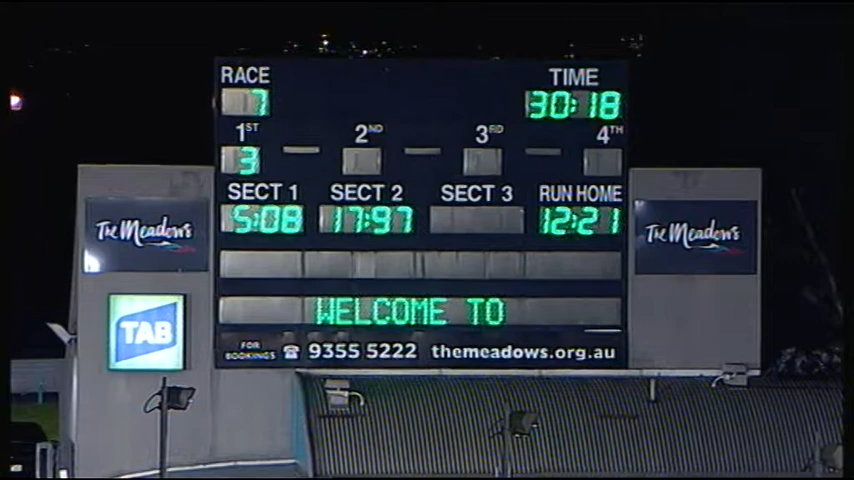 RACE TIME
7 30:18
1ST 2ND 3RD 4TH
3
SECT 1 SECT 2 SECT 3 RUN HOME
5:08 17:97 12:21
The Meadows
The Meadows
WELCOME TO
TAB
FOR BOOKINGS ☎ 9355 5222 themeadows.org.au